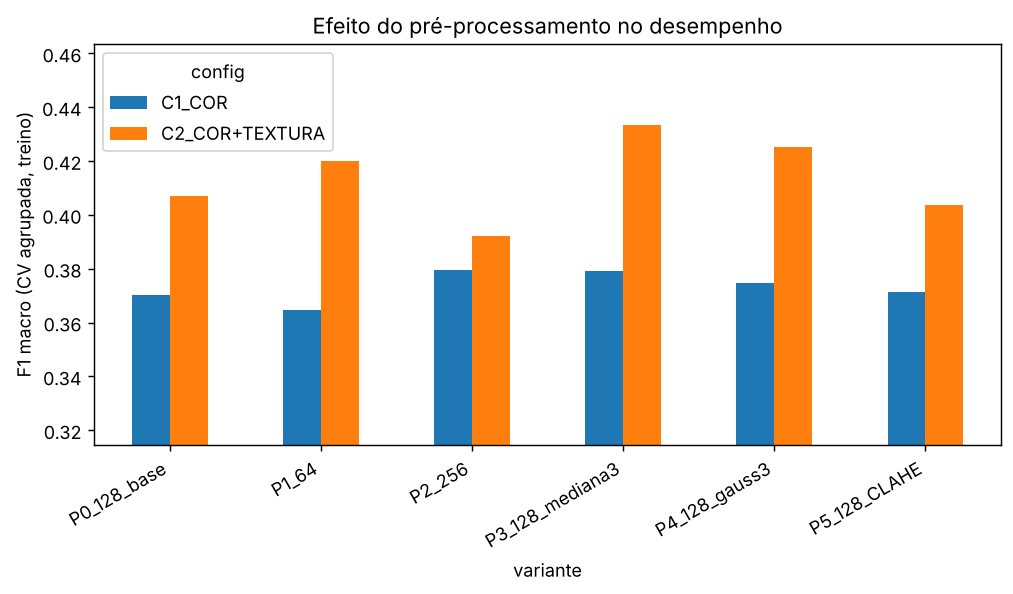 Efeito do pré-processamento no desempenho
config
C1_COR
C2_COR+TEXTURA
F1 macro (CV agrupada, treino)
0.46
0.44
0.42
0.40
0.38
0.36
0.34
0.32
P0_128_base
P1_64
P2_256
P3_128_mediana3
P4_128_gauss3
P5_128_CLAHE
variante